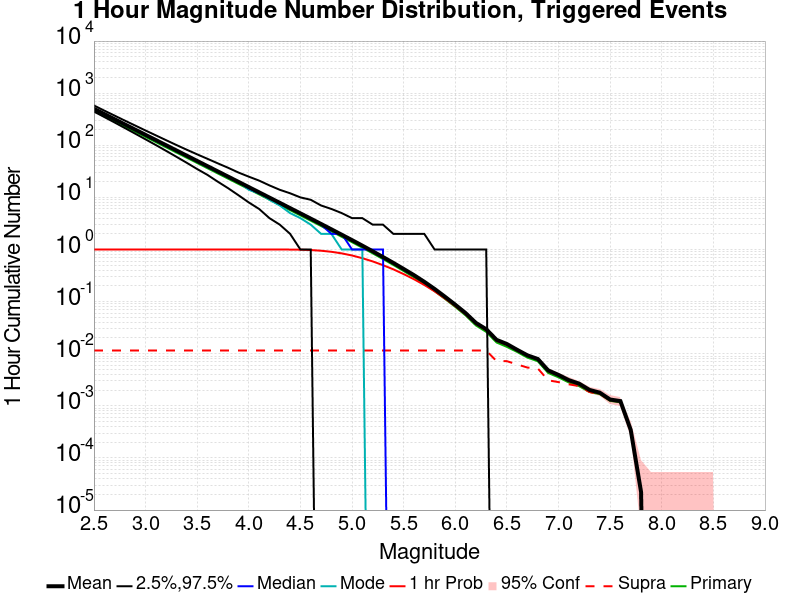 1 Hour Magnitude Number Distribution, Triggered Events
1 Hour Cumulative Number
10^4
10^3
10^2
10^1
10^0
10^-1
10^-2
10^-3
10^-4
10^-5
2.5 3.0 3.5 4.0 4.5 5.0 5.5 6.0 6.5 7.0 7.5 8.0 8.5 9.0
Magnitude
Mean 2.5%,97.5% Median Mode 1 hr Prob 95% Conf Supra Primary